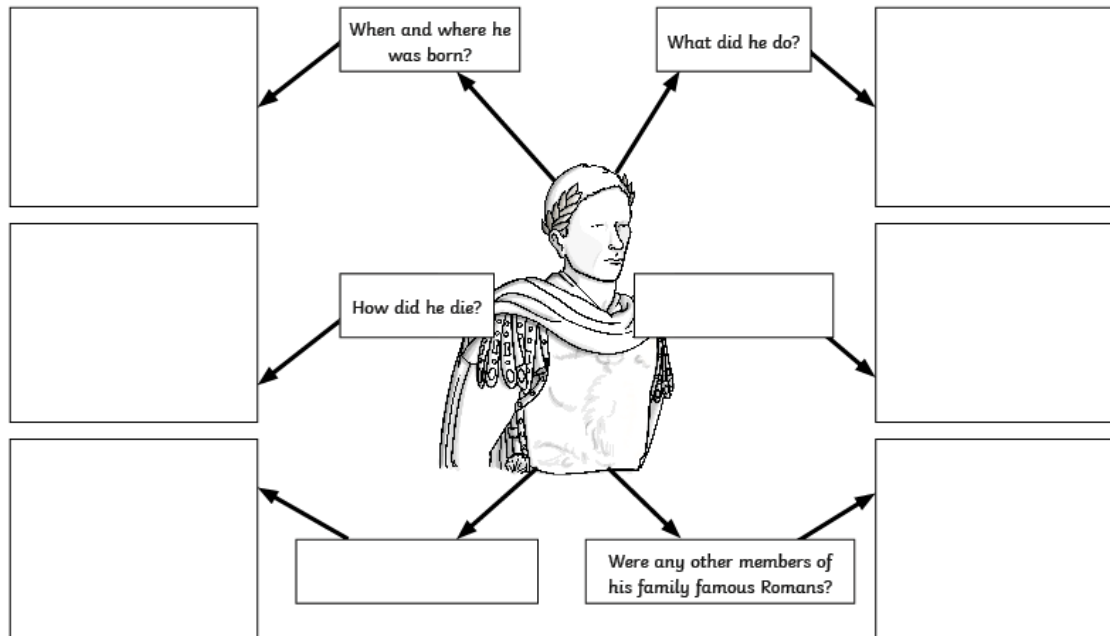 When and where he
was born?
What did he do?
How did he die?
Were any other members of
his family famous Romans?